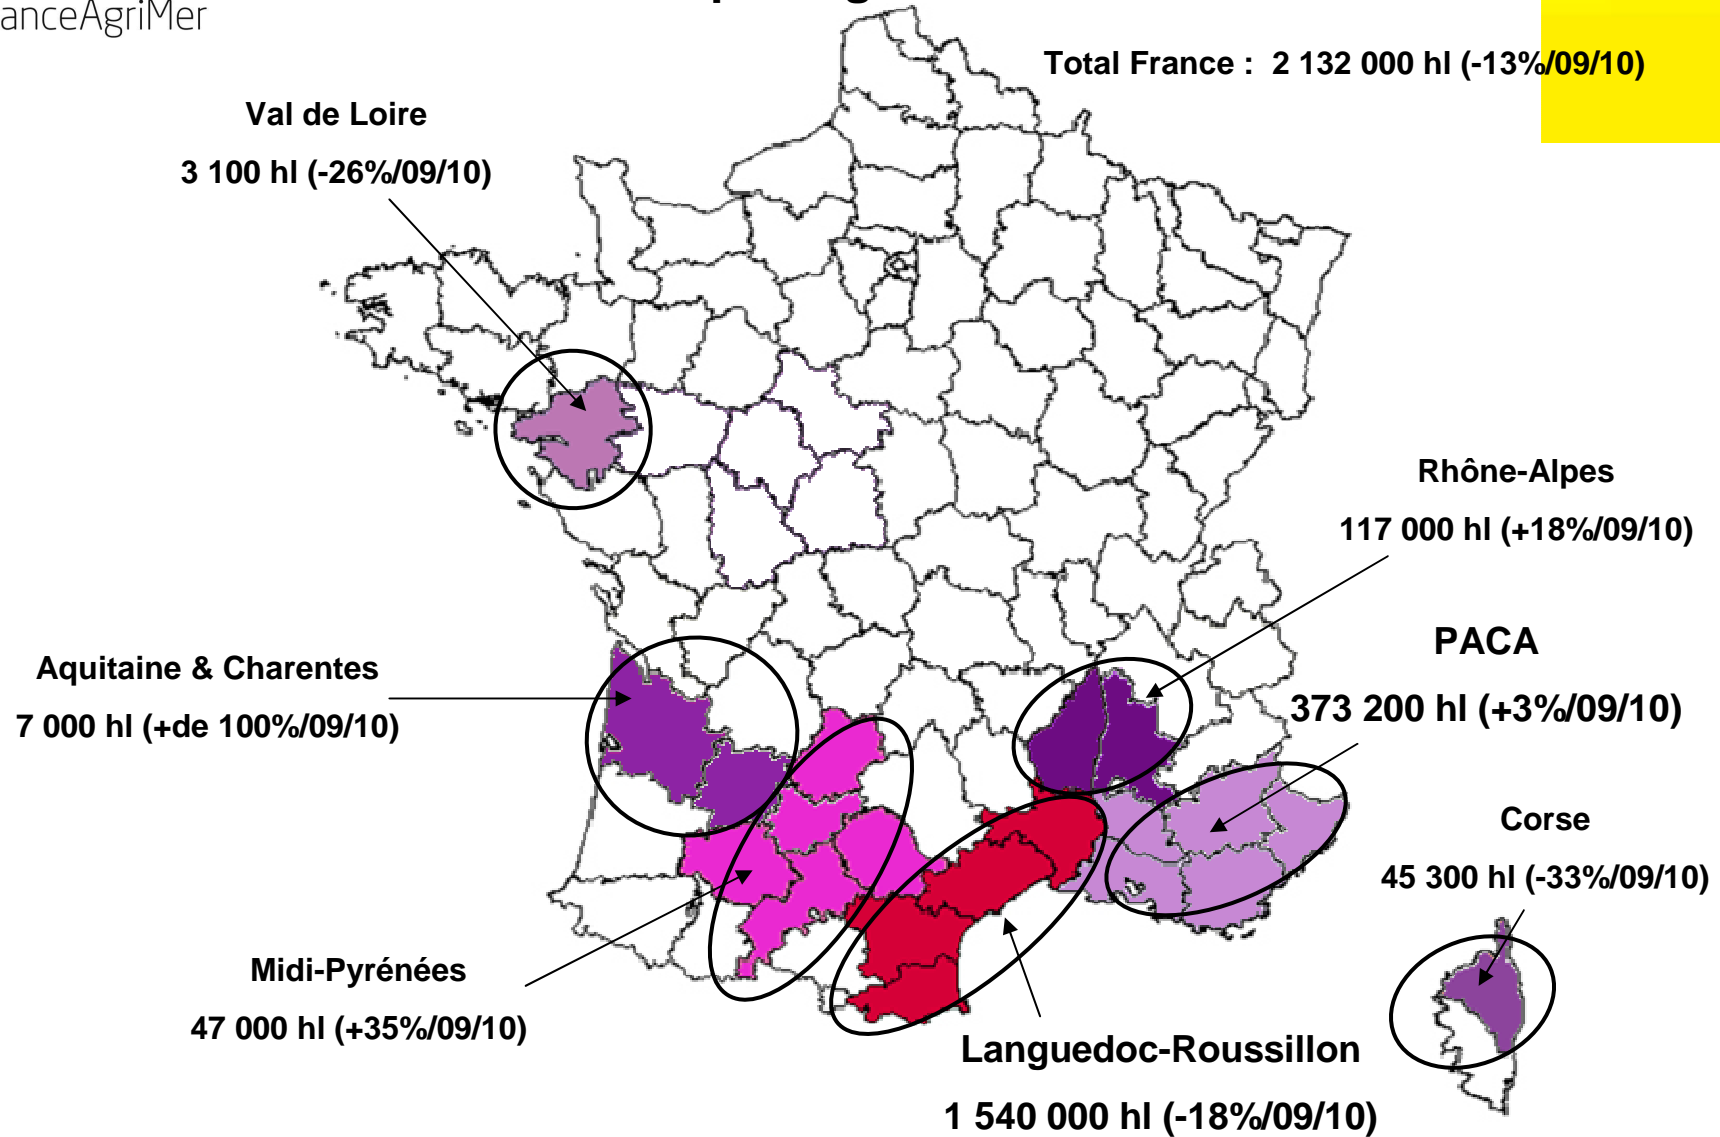 anceAgriMer
Total France : 2 132 000 hl (-13%/09/10)
Val de Loire
3 100 hl (-26%/09/10)
Rhône-Alpes
117 000 hl (+18%/09/10)
PACA
373 200 hl (+3%/09/10)
Aquitaine & Charentes
7 000 hl (+de 100%/09/10)
Corse
45 300 hl (-33%/09/10)
Midi-Pyrénées
47 000 hl (+35%/09/10)
Languedoc-Roussillon
1 540 000 hl (-18%/09/10)